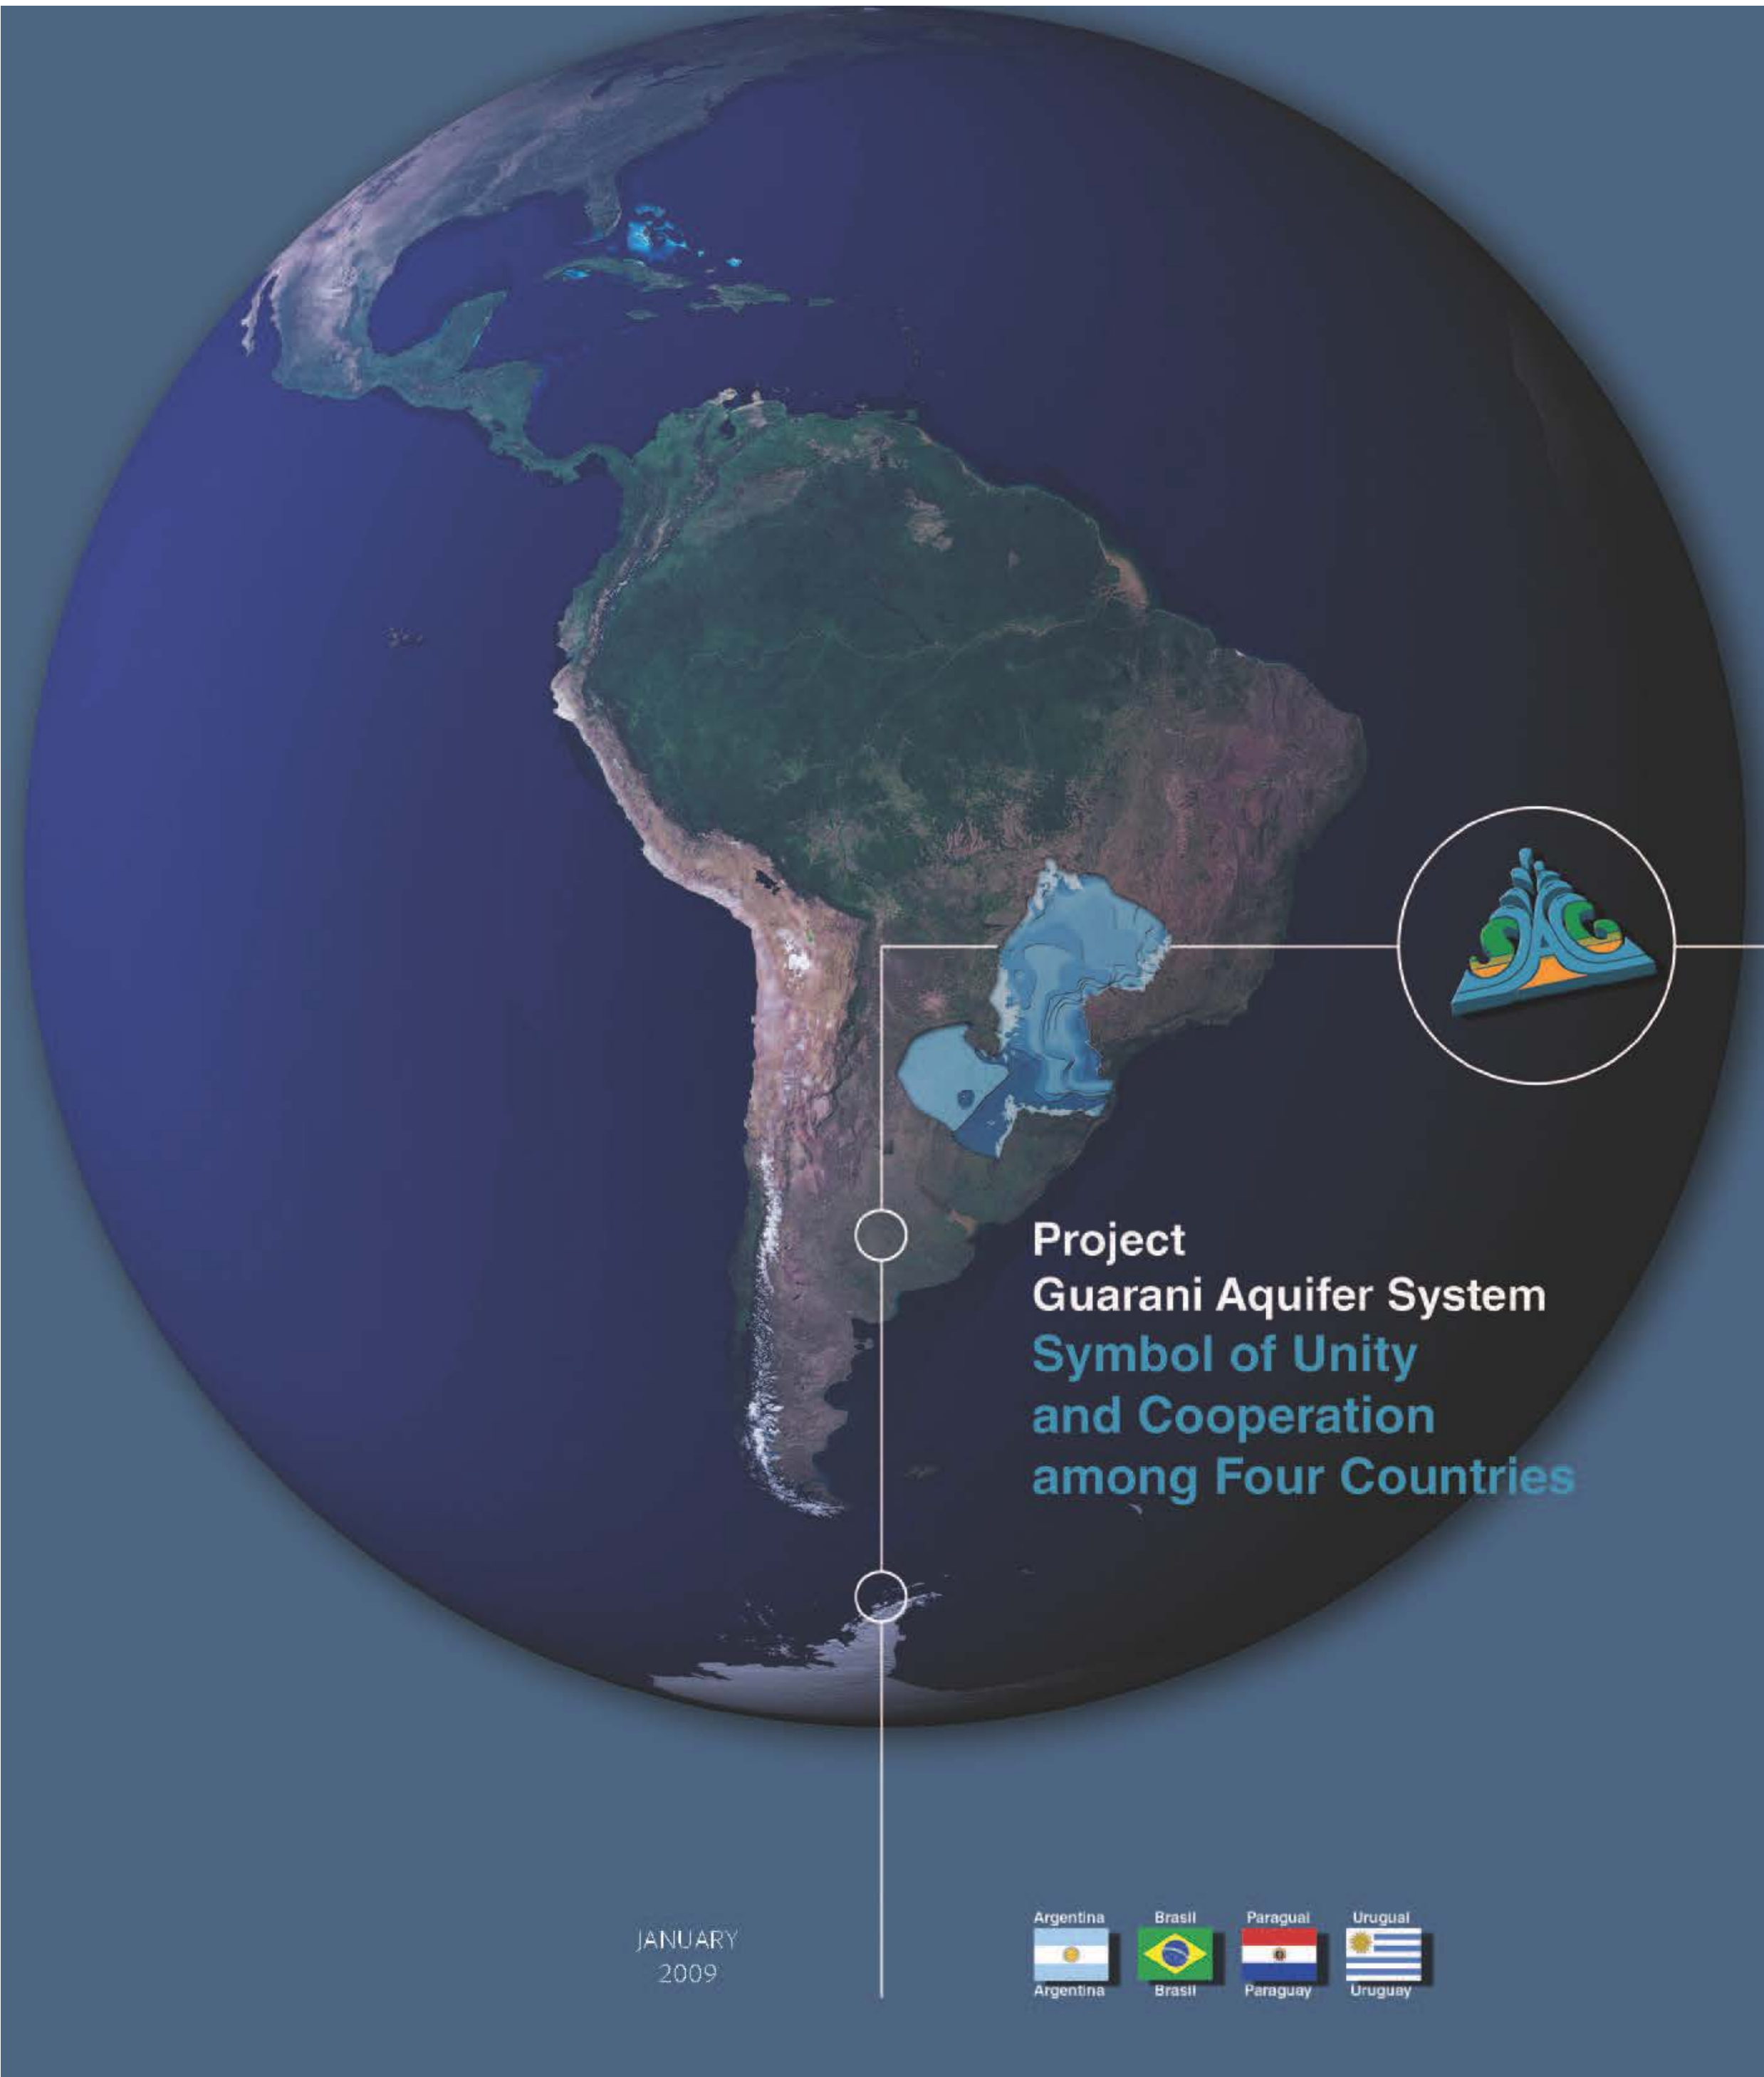 SAG
Project
Guarani Aquifer System
Symbol of Unity
and Cooperation
among Four Countries
JANUARY
2009
Argentina Brasil Paraguai Uruguai
Argentina Brasil Paraguay Uruguay